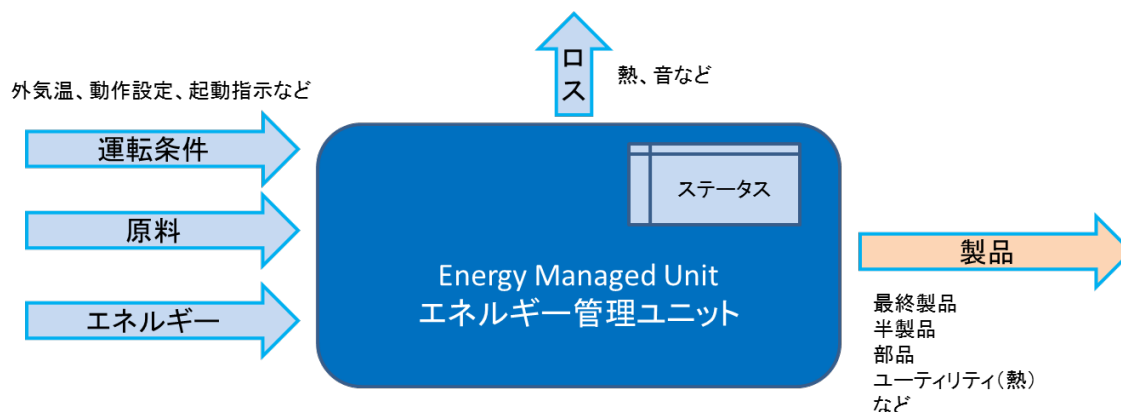 ロス
熱、音など
外気温、動作設定、起動指示など
運転条件
ステータス
原料
製品
Energy Managed Unit
エネルギー管理ユニット
エネルギー
最終製品
半製品
部品
ユーティリティ(熱)
など